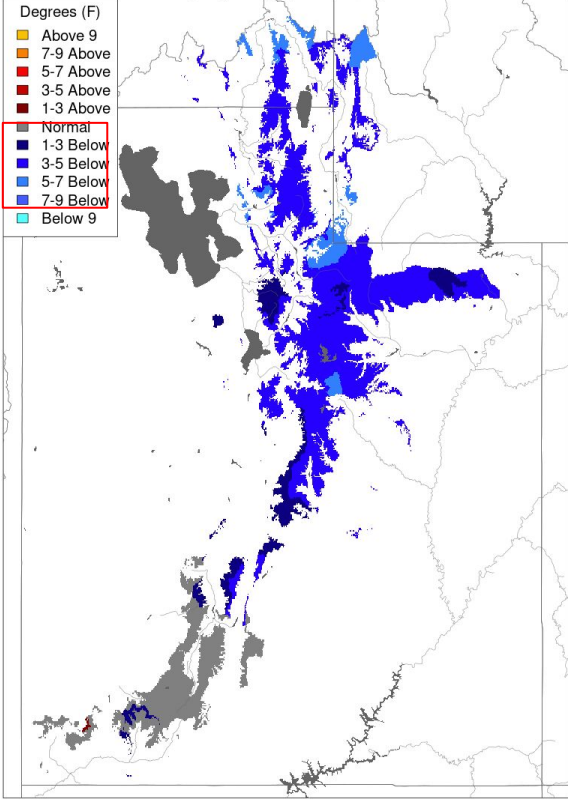 Degrees (F)
Above 9
7-9 Above
5-7 Above
3-5 Above
1-3 Above
Normal
1-3 Below
3-5 Below
5-7 Below
7-9 Below
Below 9